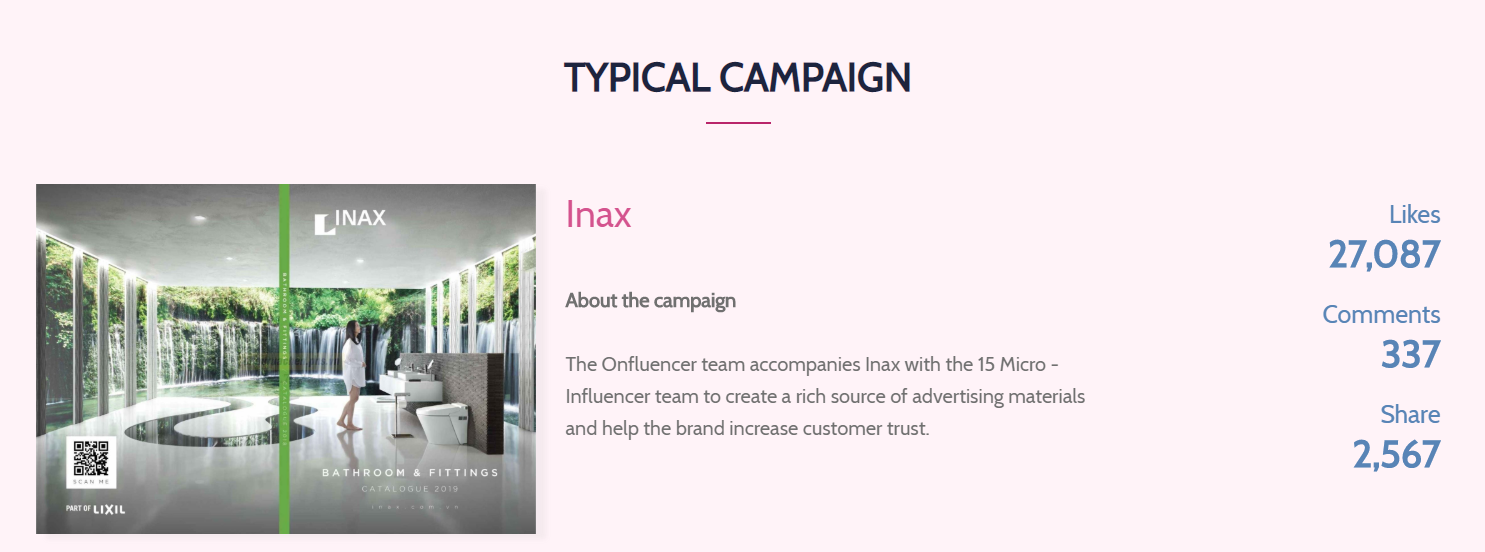 TYPICAL CAMPAIGN
INAX
BATHROOM & FITTINGS
SCAN ME
PART OF LIXIL
BATHROOM & FITTINGS
CATALOGUE 2019
inax.com.vn
Inax
About the campaign
The Onfluencer team accompanies Inax with the 15 Micro -
Influencer team to create a rich source of advertising materials
and help the brand increase customer trust.
Likes
27,087
Comments
337
Share
2,567